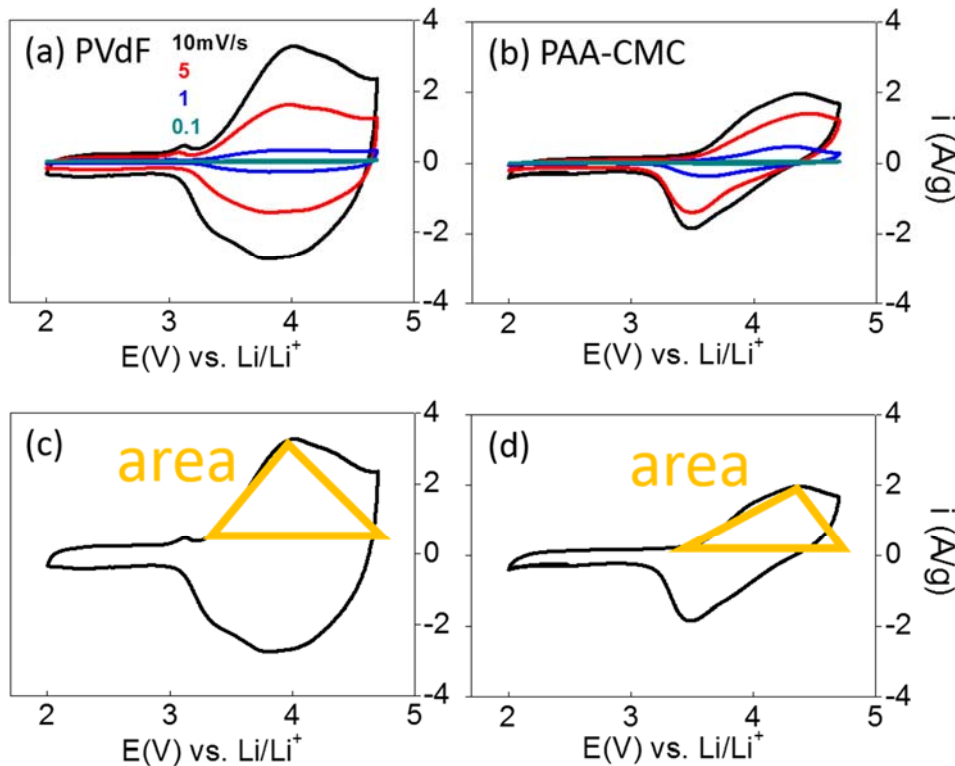 (a) PVdF
10mV/s
5
1
0.1
4
2
0
-2
-4
2 3 4 5
E(V) vs. Li/Li⁺
(b) PAA-CMC
4
2
0
-2
-4
i (A/g)
2 3 4 5
E(V) vs. Li/Li⁺
(c)
area
4
2
0
-2
-4
2 3 4 5
E(V) vs. Li/Li⁺
(d)
area
4
2
0
-2
-4
i (A/g)
2 3 4 5
E(V) vs. Li/Li⁺